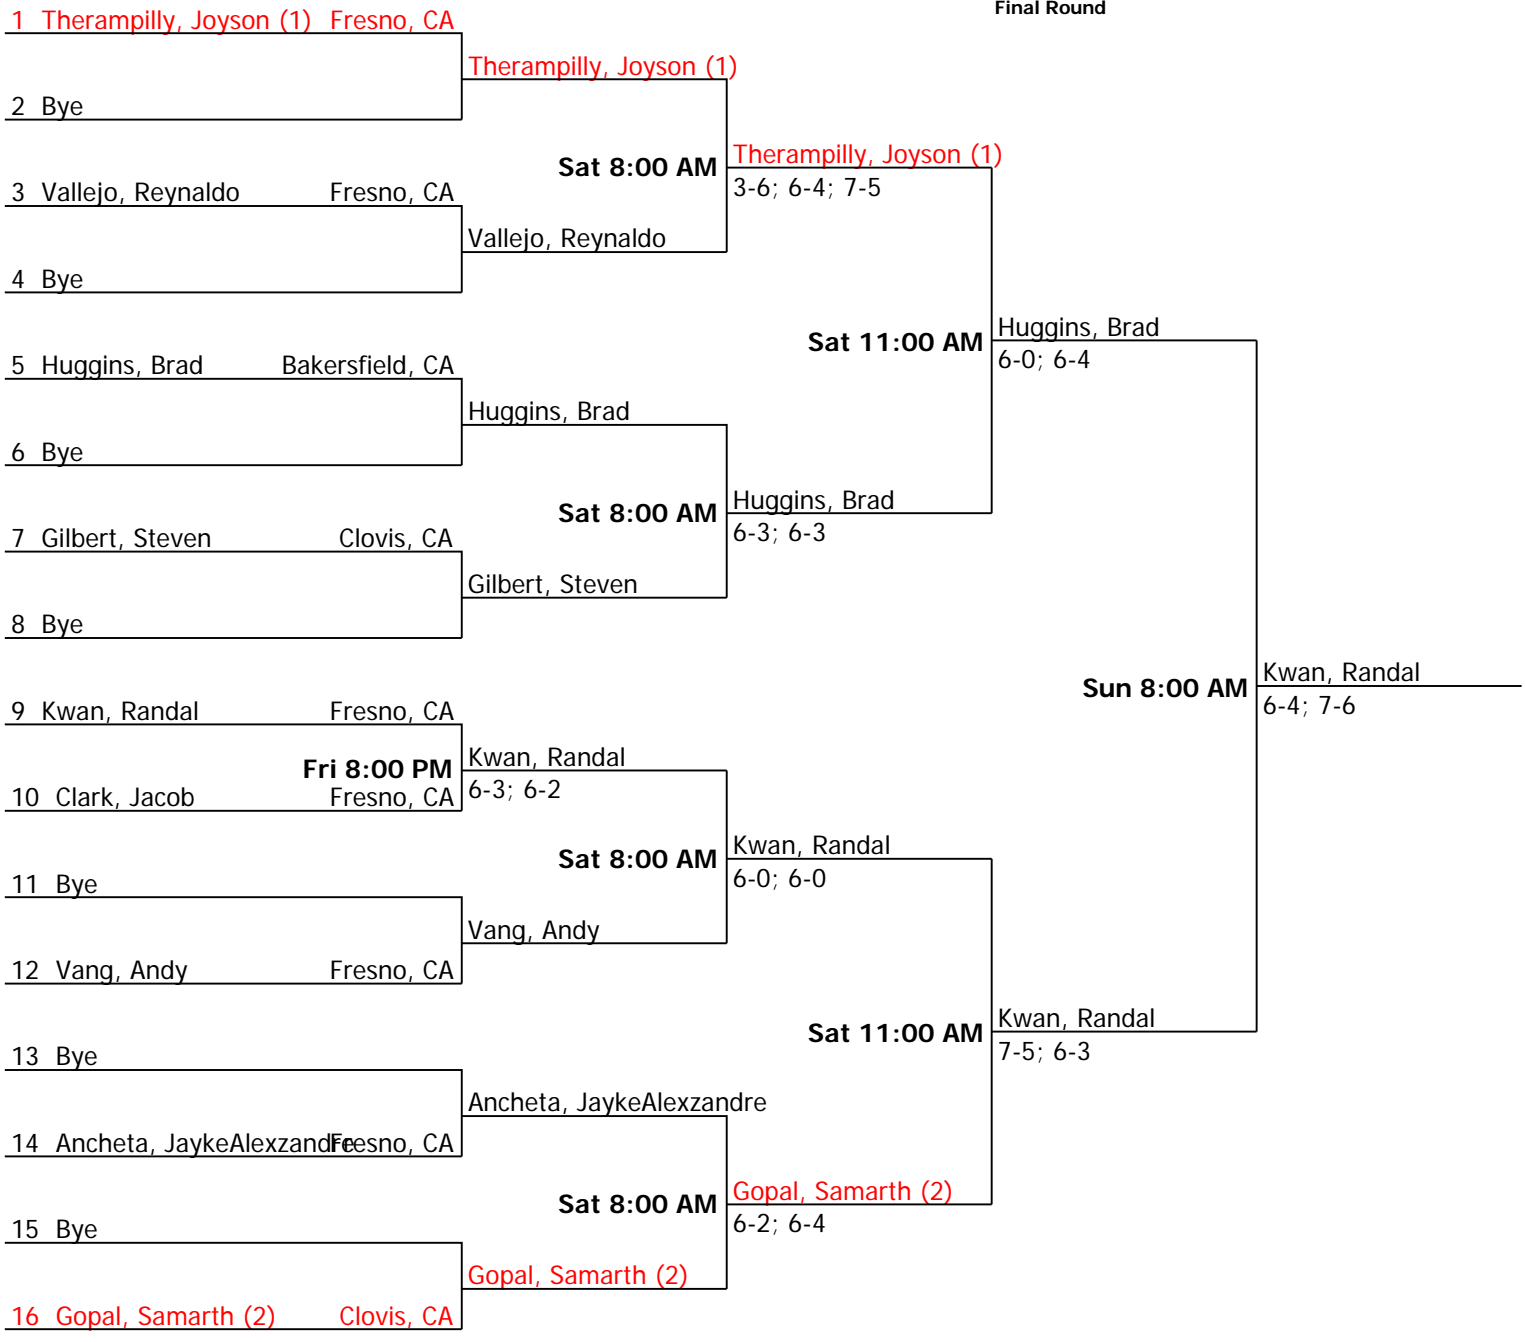 Final Round
1 Therampilly, Joyson (1) Fresno, CA
Therampilly, Joyson (1)
2 Bye
Sat 8:00 AM
Therampilly, Joyson (1)
3-6; 6-4; 7-5
3 Vallejo, Reynaldo Fresno, CA
Vallejo, Reynaldo
4 Bye
Sat 11:00 AM
Huggins, Brad
6-0; 6-4
5 Huggins, Brad Bakersfield, CA
Huggins, Brad
6 Bye
Sat 8:00 AM
Huggins, Brad
6-3; 6-3
7 Gilbert, Steven Clovis, CA
Gilbert, Steven
8 Bye
Sun 8:00 AM
Kwan, Randal
6-4; 7-6
9 Kwan, Randal Fresno, CA
Fri 8:00 PM
Kwan, Randal
6-3; 6-2
10 Clark, Jacob Fresno, CA
Sat 8:00 AM
Kwan, Randal
6-0; 6-0
11 Bye
Vang, Andy
12 Vang, Andy Fresno, CA
Sat 11:00 AM
Kwan, Randal
7-5; 6-3
13 Bye
Ancheta, JaykeAlexzandre
14 Ancheta, JaykeAlexzandre Fresno, CA
Sat 8:00 AM
Gopal, Samarth (2)
6-2; 6-4
15 Bye
Gopal, Samarth (2)
16 Gopal, Samarth (2) Clovis, CA